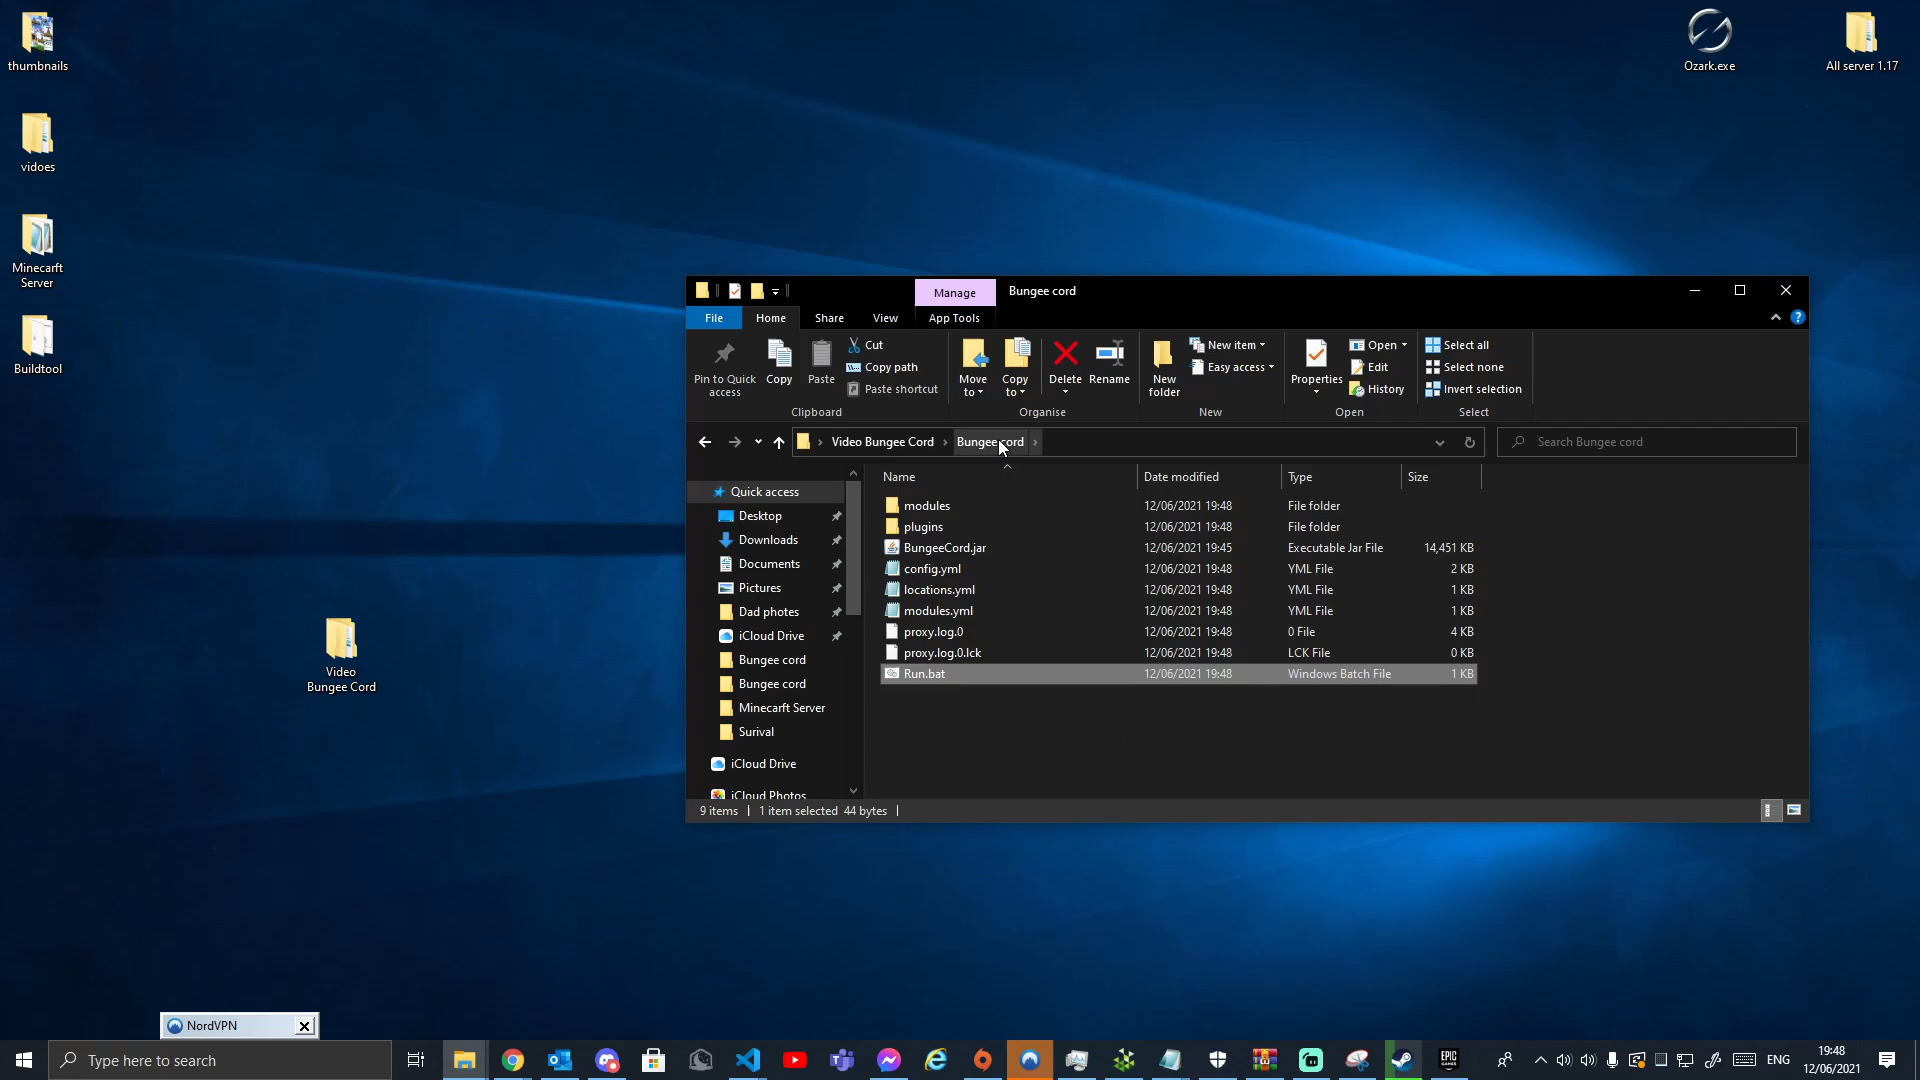 thumbnails
vidoes
Minecarft
Server
Buildtool
Video
Bungee Cord
Ozark.exe
All server 1.17
Manage
Bungee cord
File
Home
Share
View
App Tools
Pin to Quick
access
Copy
Paste
Cut
Copy path
Paste shortcut
Clipboard
Move
to
Copy
to
Delete
Rename
Organise
New
folder
New item
Easy access
New
Properties
Open
Edit
History
Open
Select all
Select none
Invert selection
Select
Video Bungee Cord
Bungee cord
Search Bungee cord
Quick access
Desktop
Downloads
Documents
Pictures
Dad photos
iCloud Drive
Bungee cord
Bungee cord
Minecarft Server
Surival
iCloud Drive
iCloud Photos
Name Date modified Type Size
modules 12/06/2021 19:48 File folder
plugins 12/06/2021 19:48 File folder
BungeeCord.jar 12/06/2021 19:45 Executable Jar File 14,451 KB
config.yml 12/06/2021 19:48 YML File 2 KB
locations.yml 12/06/2021 19:48 YML File 1 KB
modules.yml 12/06/2021 19:48 YML File 1 KB
proxy.log.0 12/06/2021 19:48 0 File 4 KB
proxy.log.0.lck 12/06/2021 19:48 LCK File 0 KB
Run.bat 12/06/2021 19:48 Windows Batch File 1 KB
9 items 1 item selected 44 bytes
NordVPN
Type here to search
EPIC
GAMES
ENG
19:48
12/06/2021